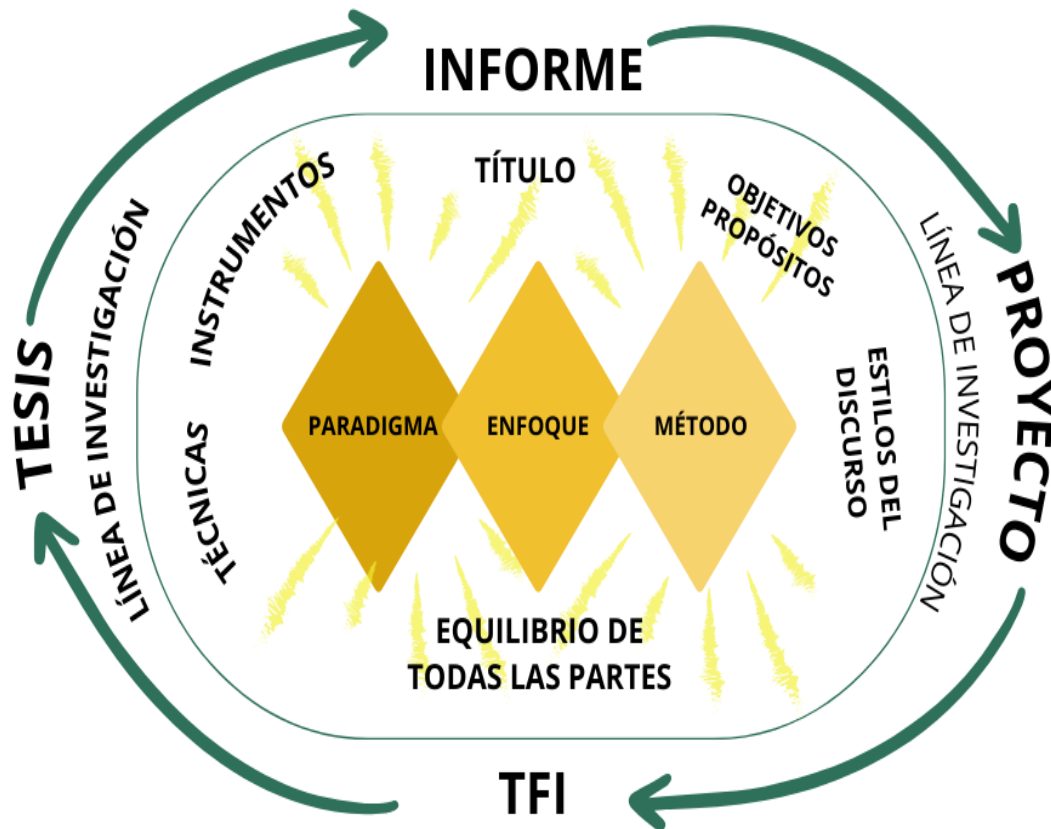 INFORME
TÍTULO
INSTRUMENTOS
OBJETIVOS
PROPÓSITOS
LÍNEA DE INVESTIGACIÓN
LÍNEA DE INVESTIGACIÓN
TESIS
PROYECTO
PARADIGMA
ENFOQUE
MÉTODO
TÉCNICAS
ESTILOS DEL
DISCURSO
EQUILIBRIO DE
TODAS LAS PARTES
TFI